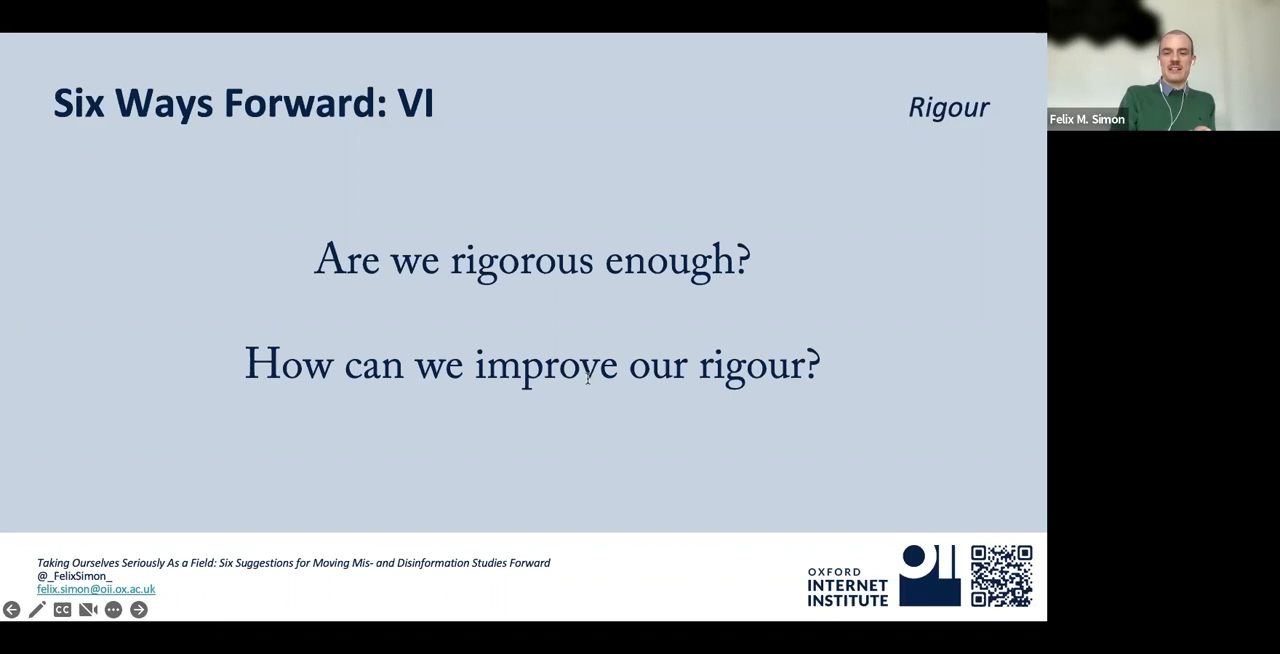 Six Ways Forward: VI
Rigour
Felix M. Simon
Are we rigorous enough?
How can we improve our rigour?
Taking Ourselves Seriously As a Field: Six Suggestions for Moving Mis- and Disinformation Studies Forward
@_FelixSimon_
felix.simon@oii.ox.ac.uk
OXFORD
INTERNET
INSTITUTE
OII
CC